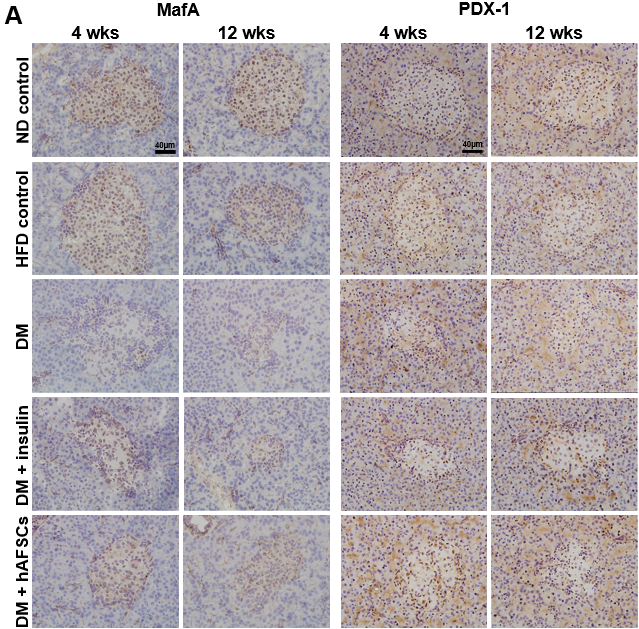 A
MafA
PDX-1
4 wks
12 wks
4 wks
12 wks
ND control
40μm
40μm
HFD control
DM
DM + insulin
DM + hAFSCs